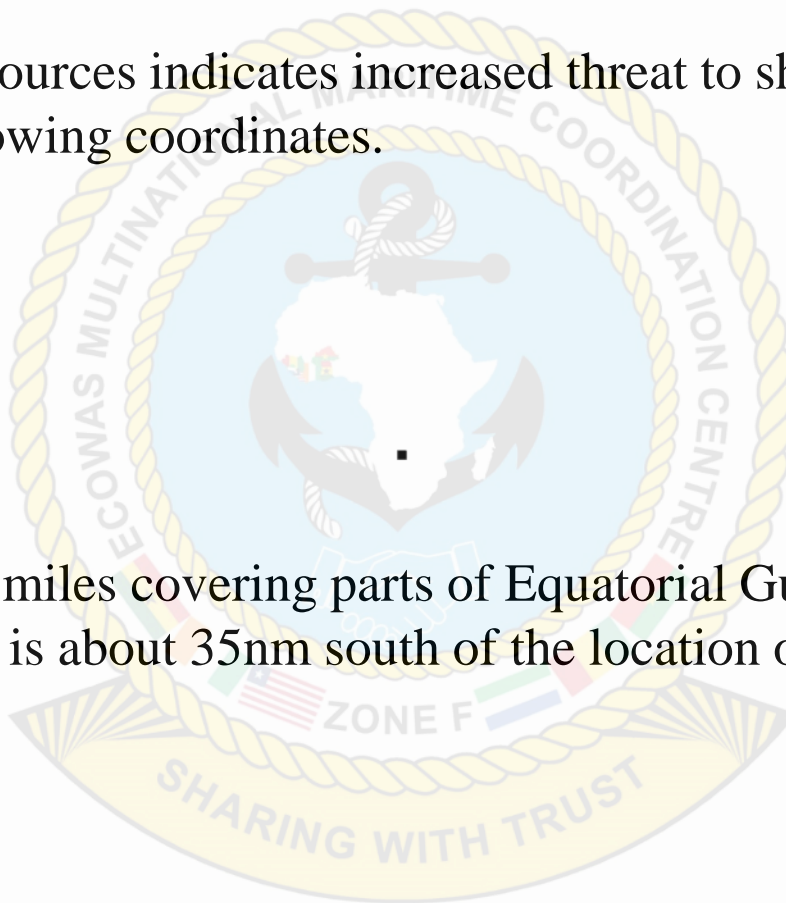 ources indicates increased threat to sh
owing coordinates.
ECOWAS MULTINATIONAL MARITIME COORDINATION CENTRE
miles covering parts of Equatorial Gu
is about 35nm south of the location o
ZONE F
SHARING WITH TRUST